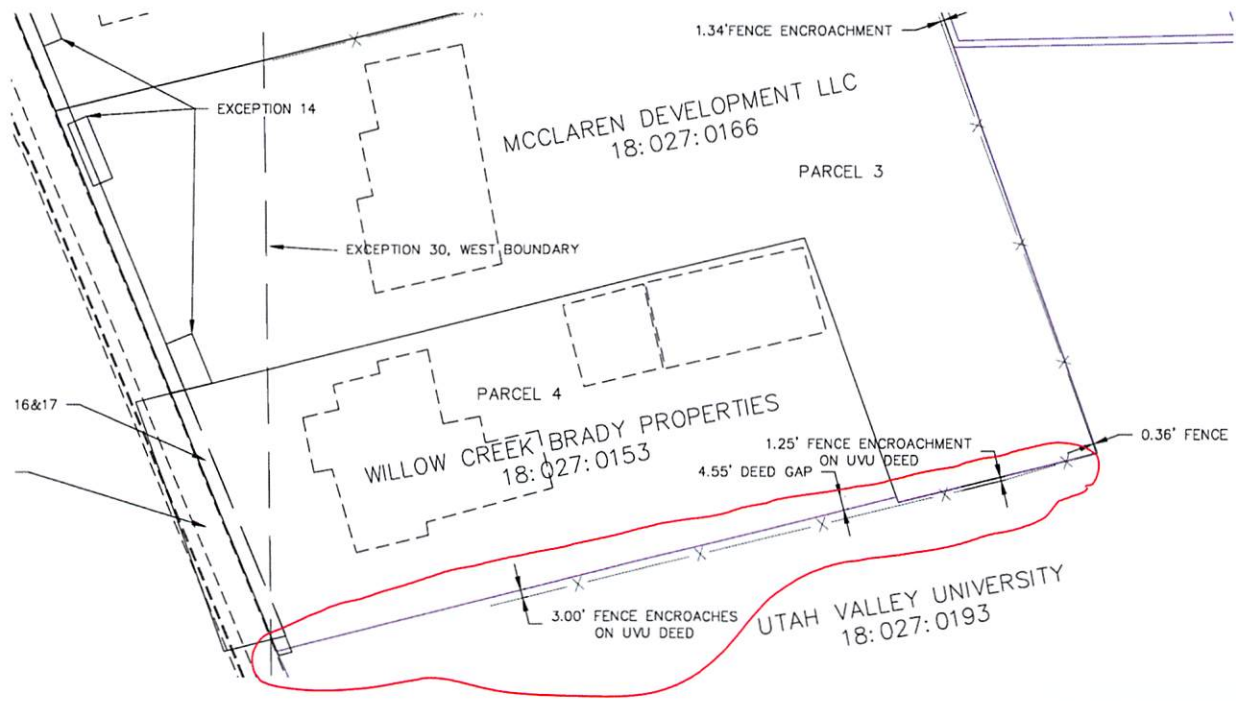 1.34'FENCE ENCROACHMENT
EXCEPTION 14
MCCLAREN DEVELOPMENT LLC
18:027:0166
PARCEL 3
EXCEPTION 30, WEST BOUNDARY
16&17
PARCEL 4
WILLOW CREEK BRADY PROPERTIES
18:027:0153
1.25' FENCE ENCROACHMENT
ON UVU DEED
4.55' DEED GAP
0.36' FENCE
3.00' FENCE ENCROACHES
ON UVU DEED
UTAH VALLEY UNIVERSITY
18:027:0193